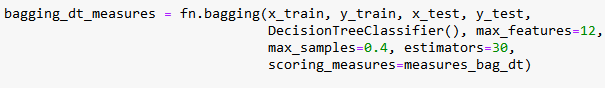 bagging_dt_measures = fn.bagging(x_train, y_train, x_test, y_test,
DecisionTreeClassifier(), max_features=12,
max_samples=0.4, estimators=30,
scoring_measures=measures_bag_dt)